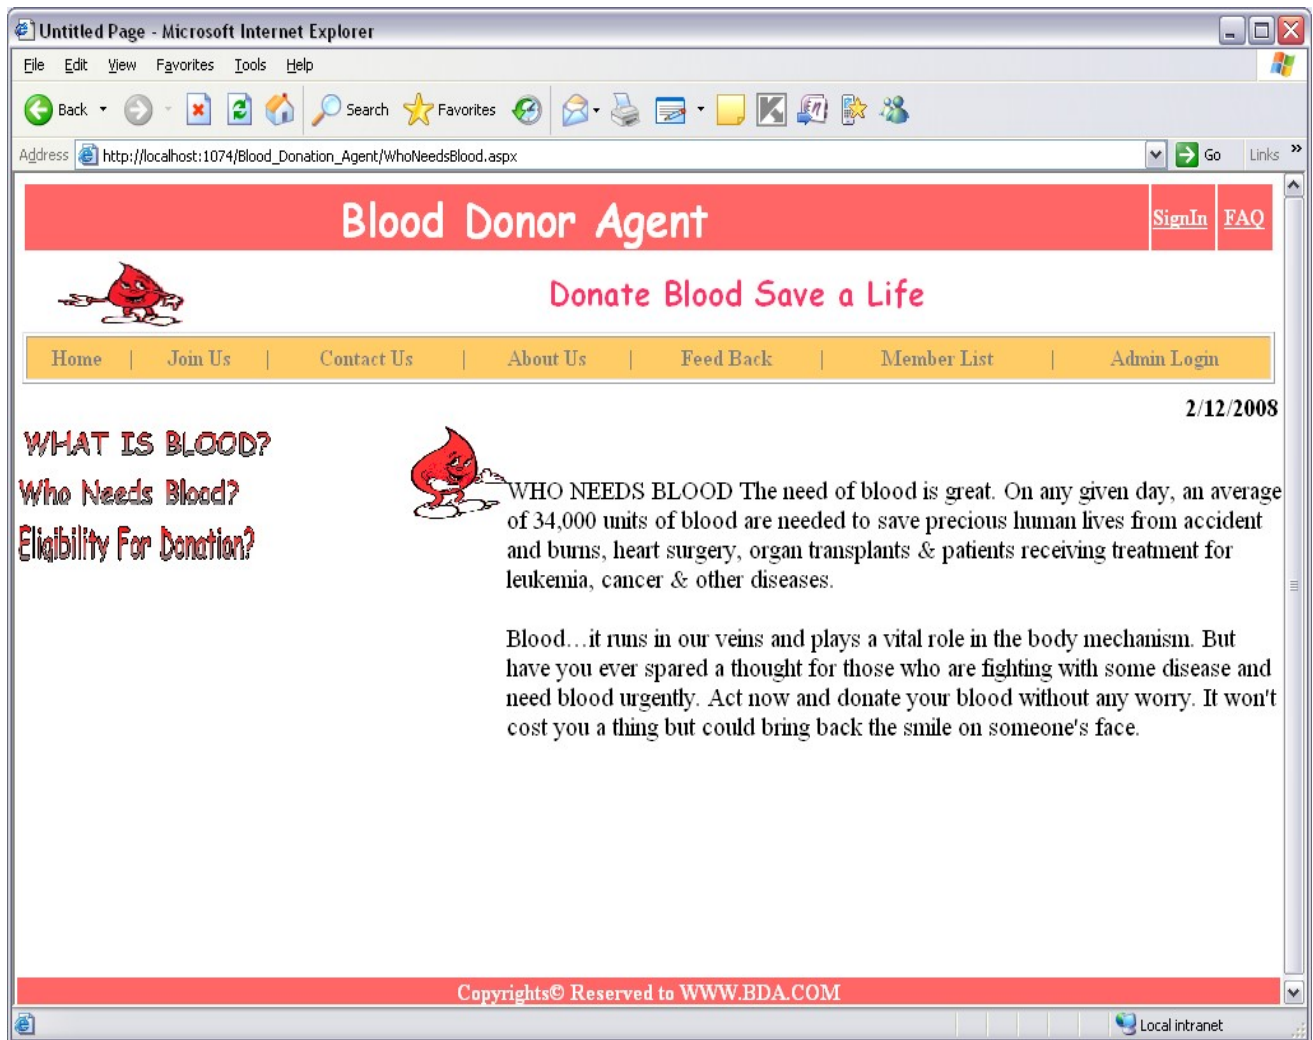 Untitled Page - Microsoft Internet Explorer
File Edit View Favorites Tools Help
Back Search Favorites
Address http://localhost:1074/Blood_Donation_Agent/WhoNeedsBlood.aspx Go Links »
Blood Donor Agent SignIn FAQ
Donate Blood Save a Life
Home | Join Us | Contact Us | About Us | Feed Back | Member List | Admin Login
2/12/2008
WHAT IS BLOOD?
Who Needs Blood?
Eligibility For Donation?
WHO NEEDS BLOOD The need of blood is great. On any given day, an average
of 34,000 units of blood are needed to save precious human lives from accident
and burns, heart surgery, organ transplants & patients receiving treatment for
leukemia, cancer & other diseases.
Blood…it runs in our veins and plays a vital role in the body mechanism. But
have you ever spared a thought for those who are fighting with some disease and
need blood urgently. Act now and donate your blood without any worry. It won't
cost you a thing but could bring back the smile on someone's face.
Copyrights© Reserved to WWW.BDA.COM
Local intranet